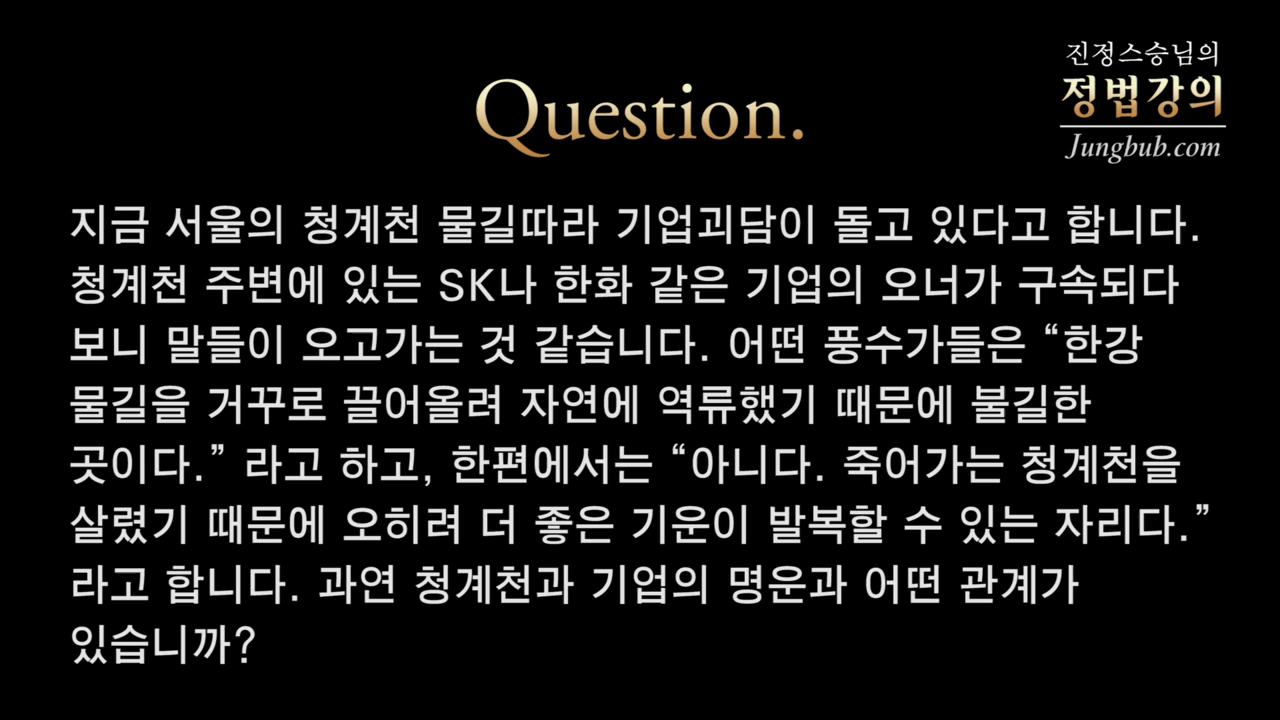 진정스승님의
정법강의
Jungbub.com
Question.
지금 서울의 청계천 물길따라 기업괴담이 돌고 있다고 합니다.
청계천 주변에 있는 SK나 한화 같은 기업의 오너가 구속되다
보니 말들이 오고가는 것 같습니다. 어떤 풍수가들은 “한강
물길을 거꾸로 끌어올려 자연에 역류했기 때문에 불길한
곳이다.” 라고 하고, 한편에서는 “아니다. 죽어가는 청계천을
살렸기 때문에 오히려 더 좋은 기운이 발복할 수 있는 자리다.”
라고 합니다. 과연 청계천과 기업의 명운과 어떤 관계가
있습니까?